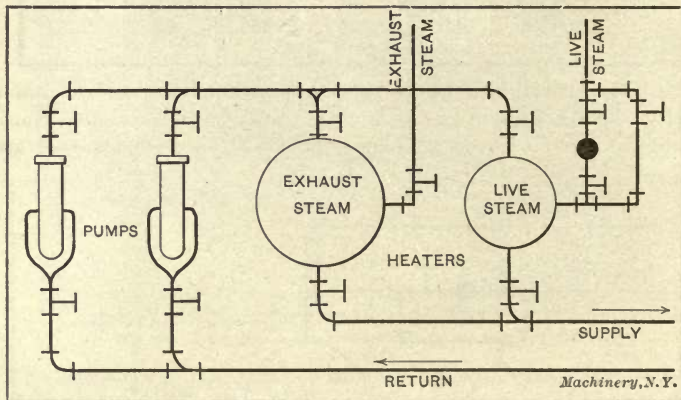 EXHAUST
STEAM
LIVE
STEAM
EXHAUST
STEAM
LIVE
STEAM
PUMPS
HEATERS
SUPPLY
RETURN
Machinery, N.Y.